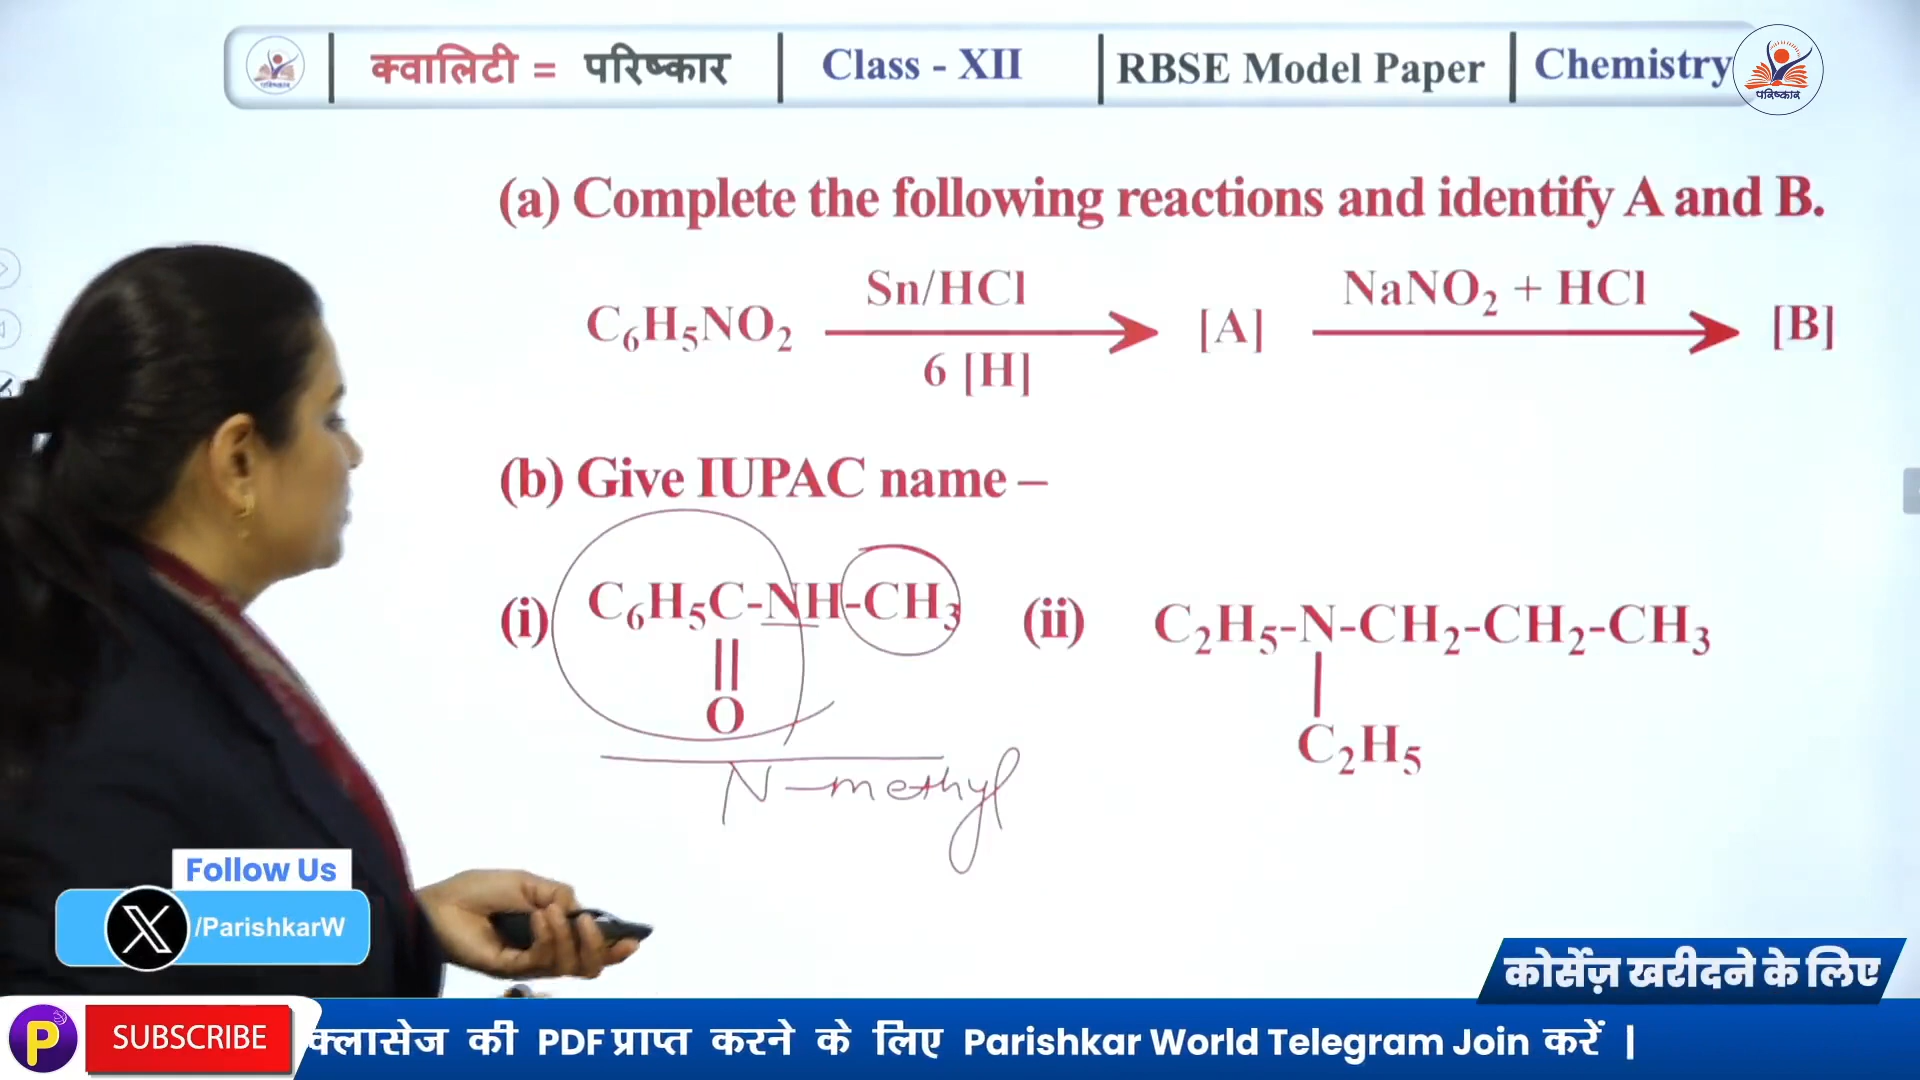 क्वालिटी = परिष्कार | Class - XII | RBSE Model Paper | Chemistry
परिष्कार
(a) Complete the following reactions and identify A and B.
C₆H₅NO₂ Sn/HCl 6 [H] [A] NaNO₂ + HCl [B]
(b) Give IUPAC name –
(i) C₆H₅C-NH-CH₃
||
O
(ii) C₂H₅-N-CH₂-CH₂-CH₃
|
C₂H₅
N-methyl
Follow Us
X /ParishkarW
कोर्सेज़ खरीदने के लिए
P SUBSCRIBE
क्लासेज की PDF प्राप्त करने के लिए Parishkar World Telegram Join करें |